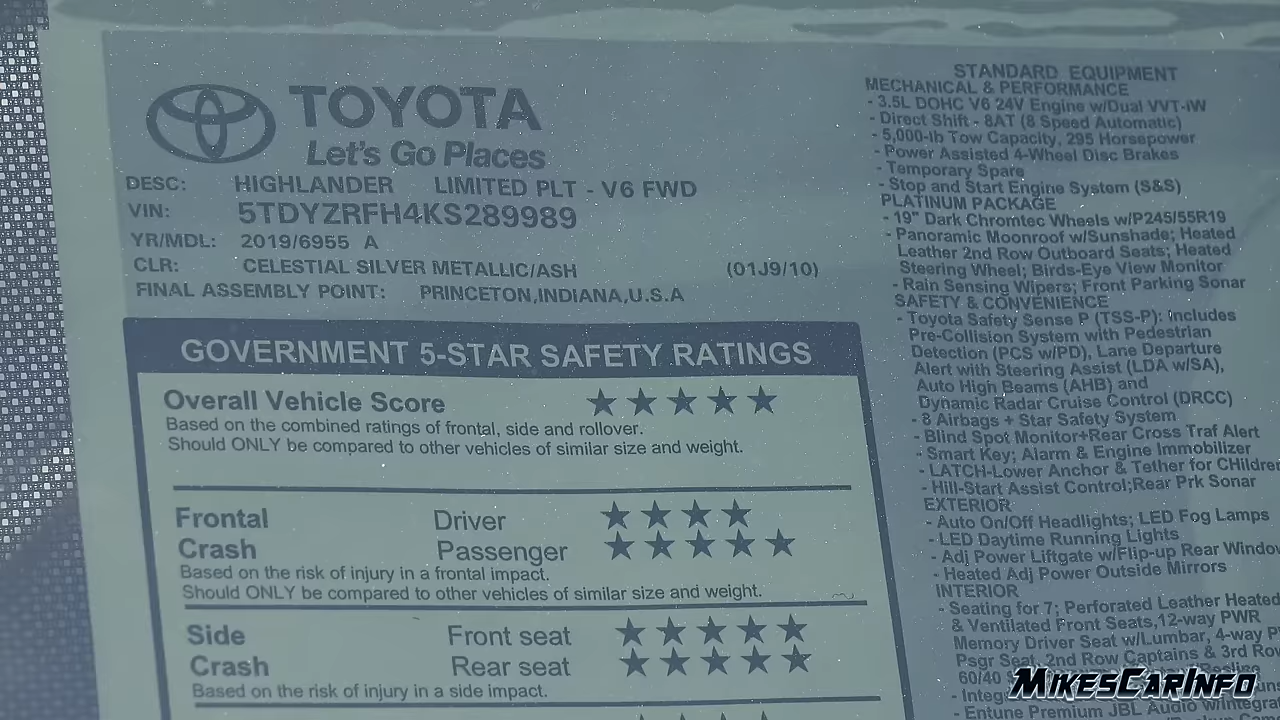 TOYOTA
Let's Go Places
DESC: HIGHLANDER LIMITED PLT - V6 FWD
VIN: 5TDYZRFH4KS289989
YR/MDL: 2019/6955 A
CLR: CELESTIAL SILVER METALLIC/ASH (01J9/10)
FINAL ASSEMBLY POINT: PRINCETON,INDIANA,U.S.A
GOVERNMENT 5-STAR SAFETY RATINGS
Overall Vehicle Score ★★★★★
Based on the combined ratings of frontal, side and rollover.
Should ONLY be compared to other vehicles of similar size and weight.
Frontal Driver ★★★★
Crash Passenger ★★★★★
Based on the risk of injury in a frontal impact.
Should ONLY be compared to other vehicles of similar size and weight.
Side Front seat ★★★★★
Crash Rear seat ★★★★★
Based on the risk of injury in a side impact.
STANDARD EQUIPMENT
MECHANICAL & PERFORMANCE
- 3.5L DOHC V6 24V Engine w/Dual VVT-iW
- Direct Shift - 8AT (8 Speed Automatic)
- 5,000-lb Tow Capacity, 295 Horsepower
- Power Assisted 4-Wheel Disc Brakes
- Temporary Spare
- Stop and Start Engine System (S&S)
PLATINUM PACKAGE
- 19" Dark Chromtec Wheels w/P245/55R19
- Panoramic Moonroof w/Sunshade; Heated
Leather 2nd Row Outboard Seats; Heated
Steering Wheel; Birds-Eye View Monitor
- Rain Sensing Wipers; Front Parking Sonar
SAFETY & CONVENIENCE
- Toyota Safety Sense P (TSS-P): Includes
Pre-Collision System with Pedestrian
Detection (PCS w/PD), Lane Departure
Alert with Steering Assist (LDA w/SA),
Auto High Beams (AHB) and
Dynamic Radar Cruise Control (DRCC)
- 8 Airbags + Star Safety System
- Blind Spot Monitor+Rear Cross Traf Alert
- Smart Key; Alarm & Engine Immobilizer
- LATCH-Lower Anchor & Tether for CHildre
- Hill-Start Assist Control;Rear Prk Sonar
EXTERIOR
- Auto On/Off Headlights; LED Fog Lamps
- LED Daytime Running Lights
- Adj Power Liftgate w/Flip-up Rear Windo
- Heated Adj Power Outside Mirrors
INTERIOR
- Seating for 7; Perforated Leather Heated
& Ventilated Front Seats,12-way PWR
Memory Driver Seat w/Lumbar, 4-way P
Psgr Seat, 2nd Row Captains & 3rd Row
60/40
- Integ
- Entune Premium JBL Audio w/Integra
MIKESCARINFO